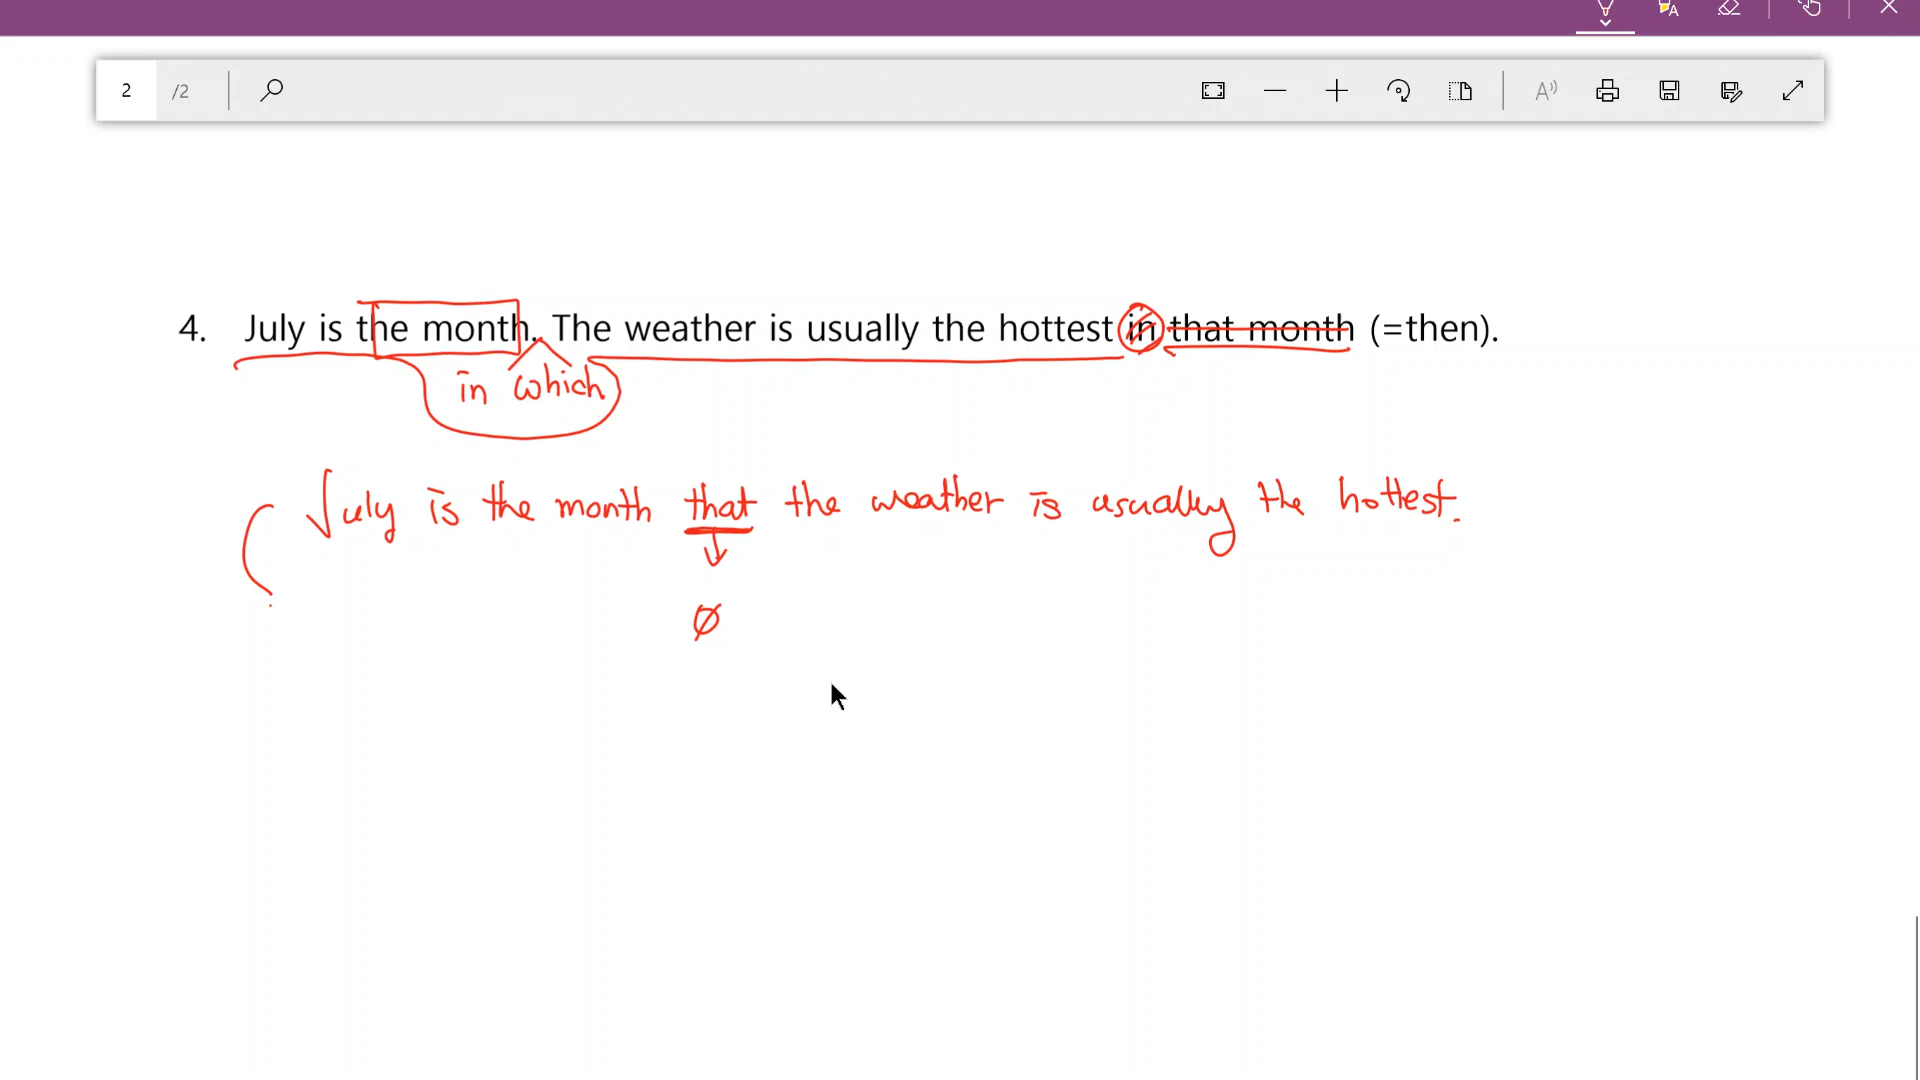 2 /2
4. July is the month. The weather is usually the hottest in that month (=then).
in which
July is the month that the weather is usually the hottest.
Ø